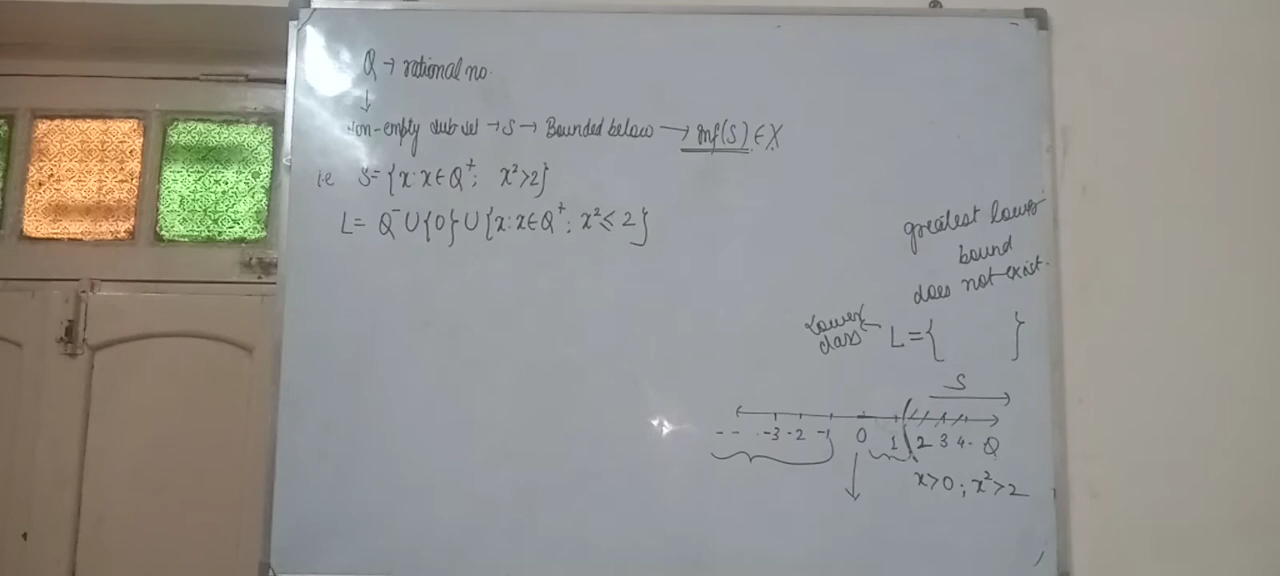 Q → rational no.
↓
Non-empty sub set → S → Bounded below → Inf(S) ∈ X
i.e S = {x : x ∈ Q⁺ ; x² > 2}
L = Q⁻ ∪ {0} ∪ {x : x ∈ Q⁺ ; x² ≤ 2}
greatest lower
bound
does not exist.
Lower class ← L = { }
S
-- . -3 -2 -1 0 1 2 3 4. Q
x > 0 ; x² > 2